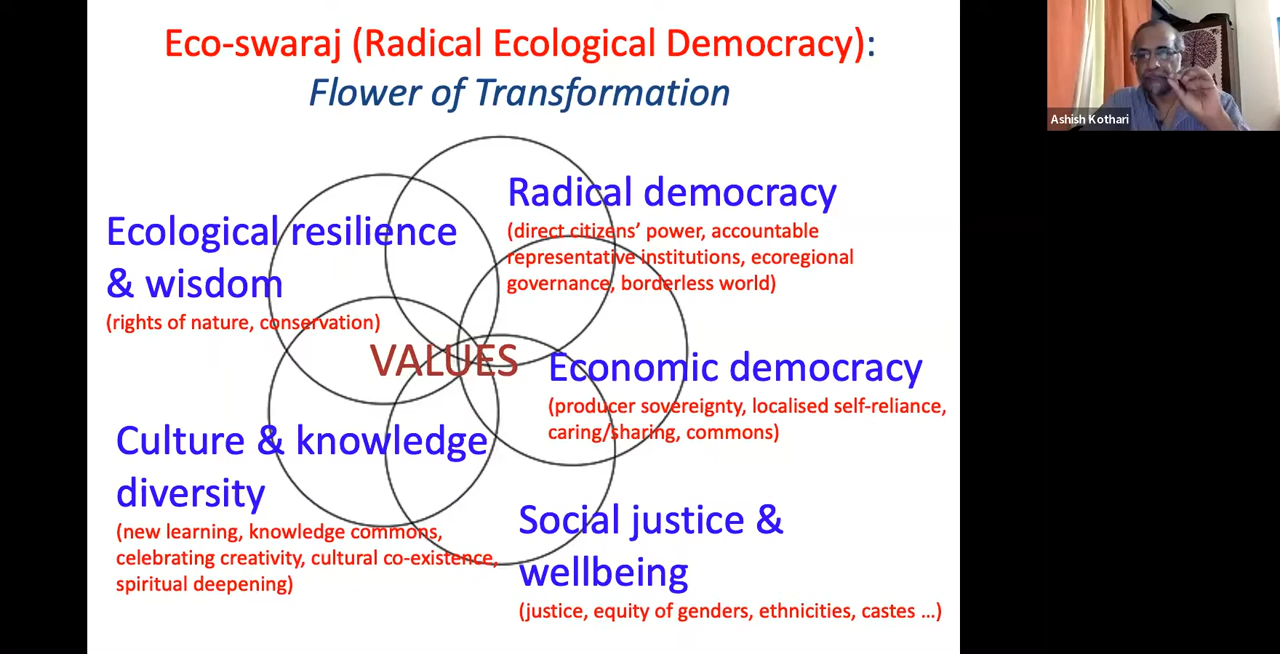 Eco-swaraj (Radical Ecological Democracy):
Flower of Transformation
Ashish Kothari
Radical democracy
(direct citizens’ power, accountable
representative institutions, ecoregional
governance, borderless world)
Ecological resilience
& wisdom
(rights of nature, conservation)
VALUES
Economic democracy
(producer sovereignty, localised self-reliance,
caring/sharing, commons)
Culture & knowledge
diversity
(new learning, knowledge commons,
celebrating creativity, cultural co-existence,
spiritual deepening)
Social justice &
wellbeing
(justice, equity of genders, ethnicities, castes …)